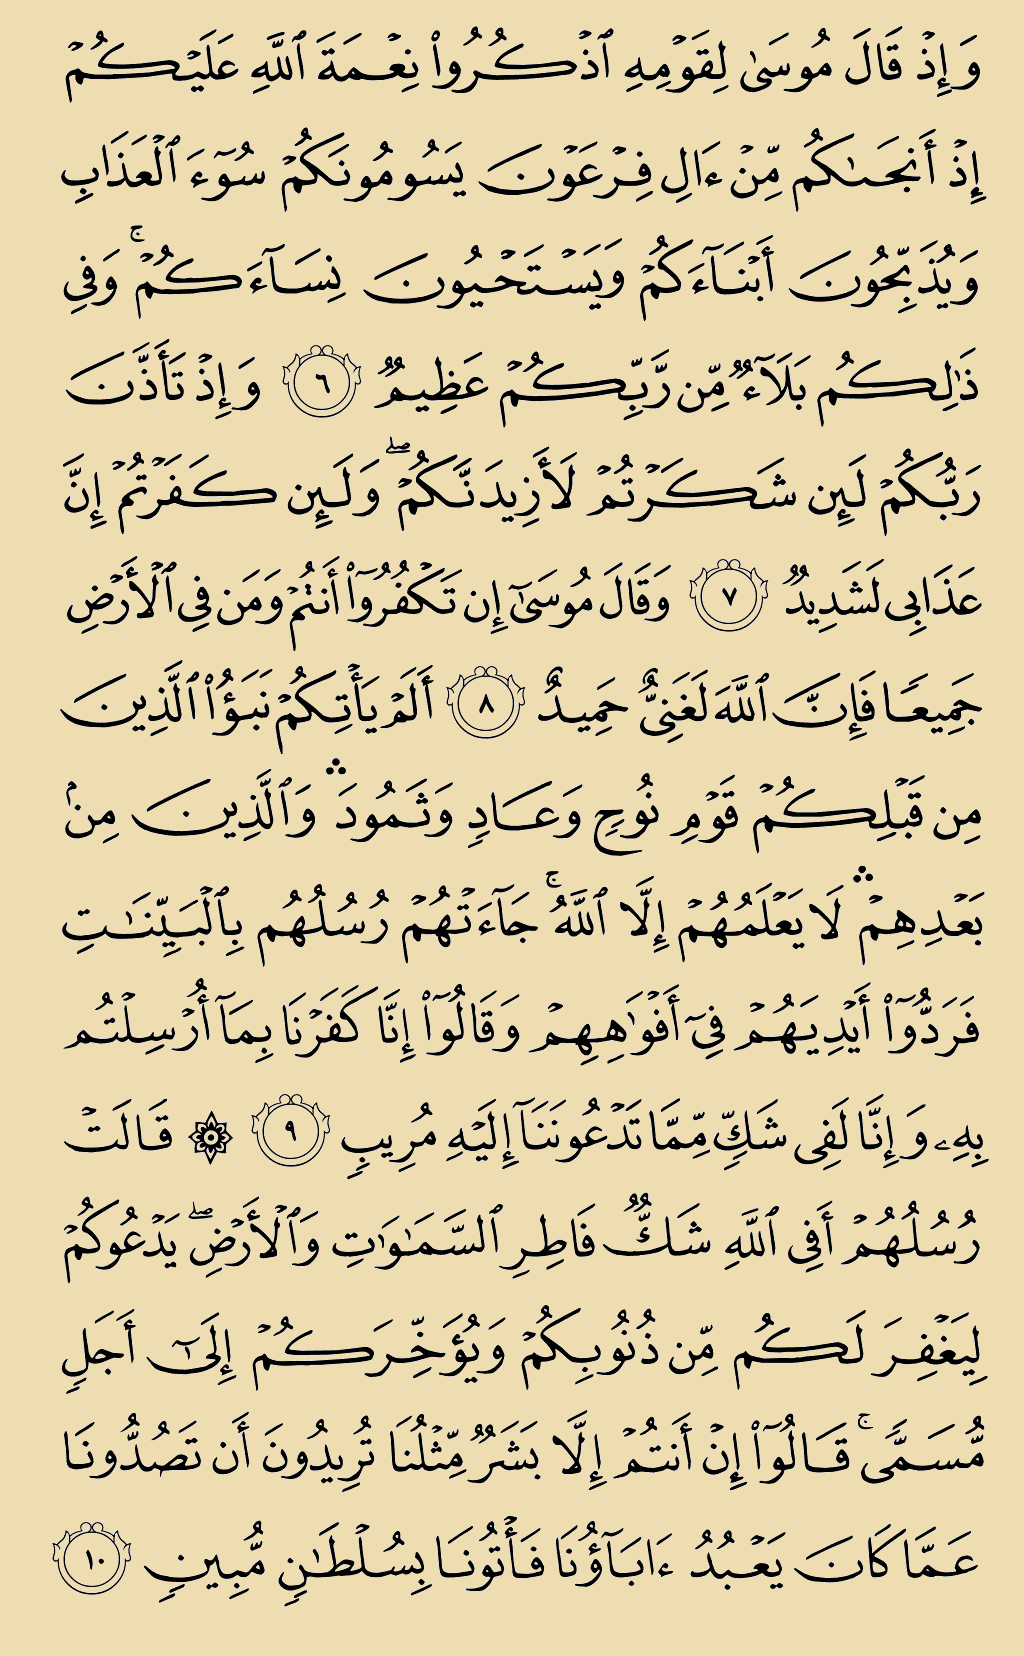 وَإِذۡ قَالَ مُوسَىٰ لِقَوۡمِهِ ٱذۡكُرُواْ نِعۡمَةَ ٱللَّهِ عَلَيۡكُمۡ
إِذۡ أَنجَىٰكُم مِّنۡ ءَالِ فِرۡعَوۡنَ يَسُومُونَكُمۡ سُوٓءَ ٱلۡعَذَابِ
وَيُذَبِّحُونَ أَبۡنَآءَكُمۡ وَيَسۡتَحۡيُونَ نِسَآءَكُمۡۚ وَفِي
ذَٰلِكُم بَلَآءٞ مِّن رَّبِّكُمۡ عَظِيمٞ ٦ وَإِذۡ تَأَذَّنَ
رَبُّكُمۡ لَئِن شَكَرۡتُمۡ لَأَزِيدَنَّكُمۡۖ وَلَئِن كَفَرۡتُمۡ إِنَّ
عَذَابِي لَشَدِيدٞ ٧ وَقَالَ مُوسَىٰٓ إِن تَكۡفُرُوٓاْ أَنتُمۡ وَمَن فِي ٱلۡأَرۡضِ
جَمِيعٗا فَإِنَّ ٱللَّهَ لَغَنِيٌّ حَمِيدٌ ٨ أَلَمۡ يَأۡتِكُمۡ نَبَؤُاْ ٱلَّذِينَ
مِن قَبۡلِكُمۡ قَوۡمِ نُوحٖ وَعَادٖ وَثَمُودَۛ وَٱلَّذِينَ مِنۢ
بَعۡدِهِمۡۛ لَا يَعۡلَمُهُمۡ إِلَّا ٱللَّهُۚ جَآءَتۡهُمۡ رُسُلُهُم بِٱلۡبَيِّنَٰتِ
فَرَدُّوٓاْ أَيۡدِيَهُمۡ فِيٓ أَفۡوَٰهِهِمۡ وَقَالُوٓاْ إِنَّا كَفَرۡنَا بِمَآ أُرۡسِلۡتُم
بِهِۦ وَإِنَّا لَفِي شَكّٖ مِّمَّا تَدۡعُونَنَآ إِلَيۡهِ مُرِيبٖ ٩ ۞ قَالَتۡ
رُسُلُهُمۡ أَفِي ٱللَّهِ شَكّٞ فَاطِرِ ٱلسَّمَٰوَٰتِ وَٱلۡأَرۡضِۖ يَدۡعُوكُمۡ
لِيَغۡفِرَ لَكُم مِّن ذُنُوبِكُمۡ وَيُؤَخِّرَكُمۡ إِلَىٰٓ أَجَلٖ
مُّسَمّٗىۚ قَالُوٓاْ إِنۡ أَنتُمۡ إِلَّا بَشَرٞ مِّثۡلُنَا تُرِيدُونَ أَن تَصُدُّونَا
عَمَّا كَانَ يَعۡبُدُ ءَابَآؤُنَا فَأۡتُونَا بِسُلۡطَٰنٖ مُّبِينٖ ١٠